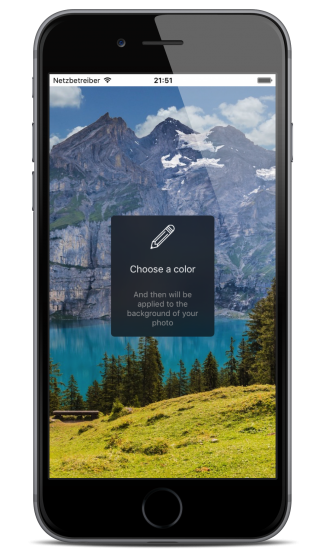 Netzbetreiber 21:51
Choose a color
And then will be
applied to the
background of your
photo